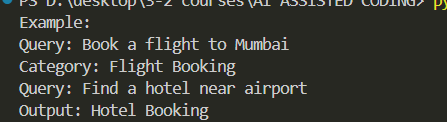 PS D:\desktop\3-2 courses\AI ASSISTED CODING> py
Example:
Query: Book a flight to Mumbai
Category: Flight Booking
Query: Find a hotel near airport
Output: Hotel Booking